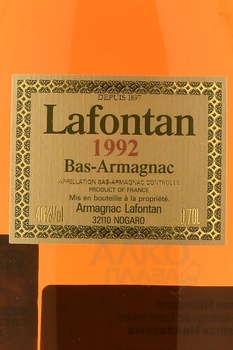 DEPUIS 1897
Lafontan
1992
Bas-Armagnac
APPELLATION BAS-ARMAGNAC CONTROLEE
PRODUCT OF FRANCE
Mis en bouteille à la propriété.
Armagnac Lafontan
40%Vol 32110 NOGARO 0,70L